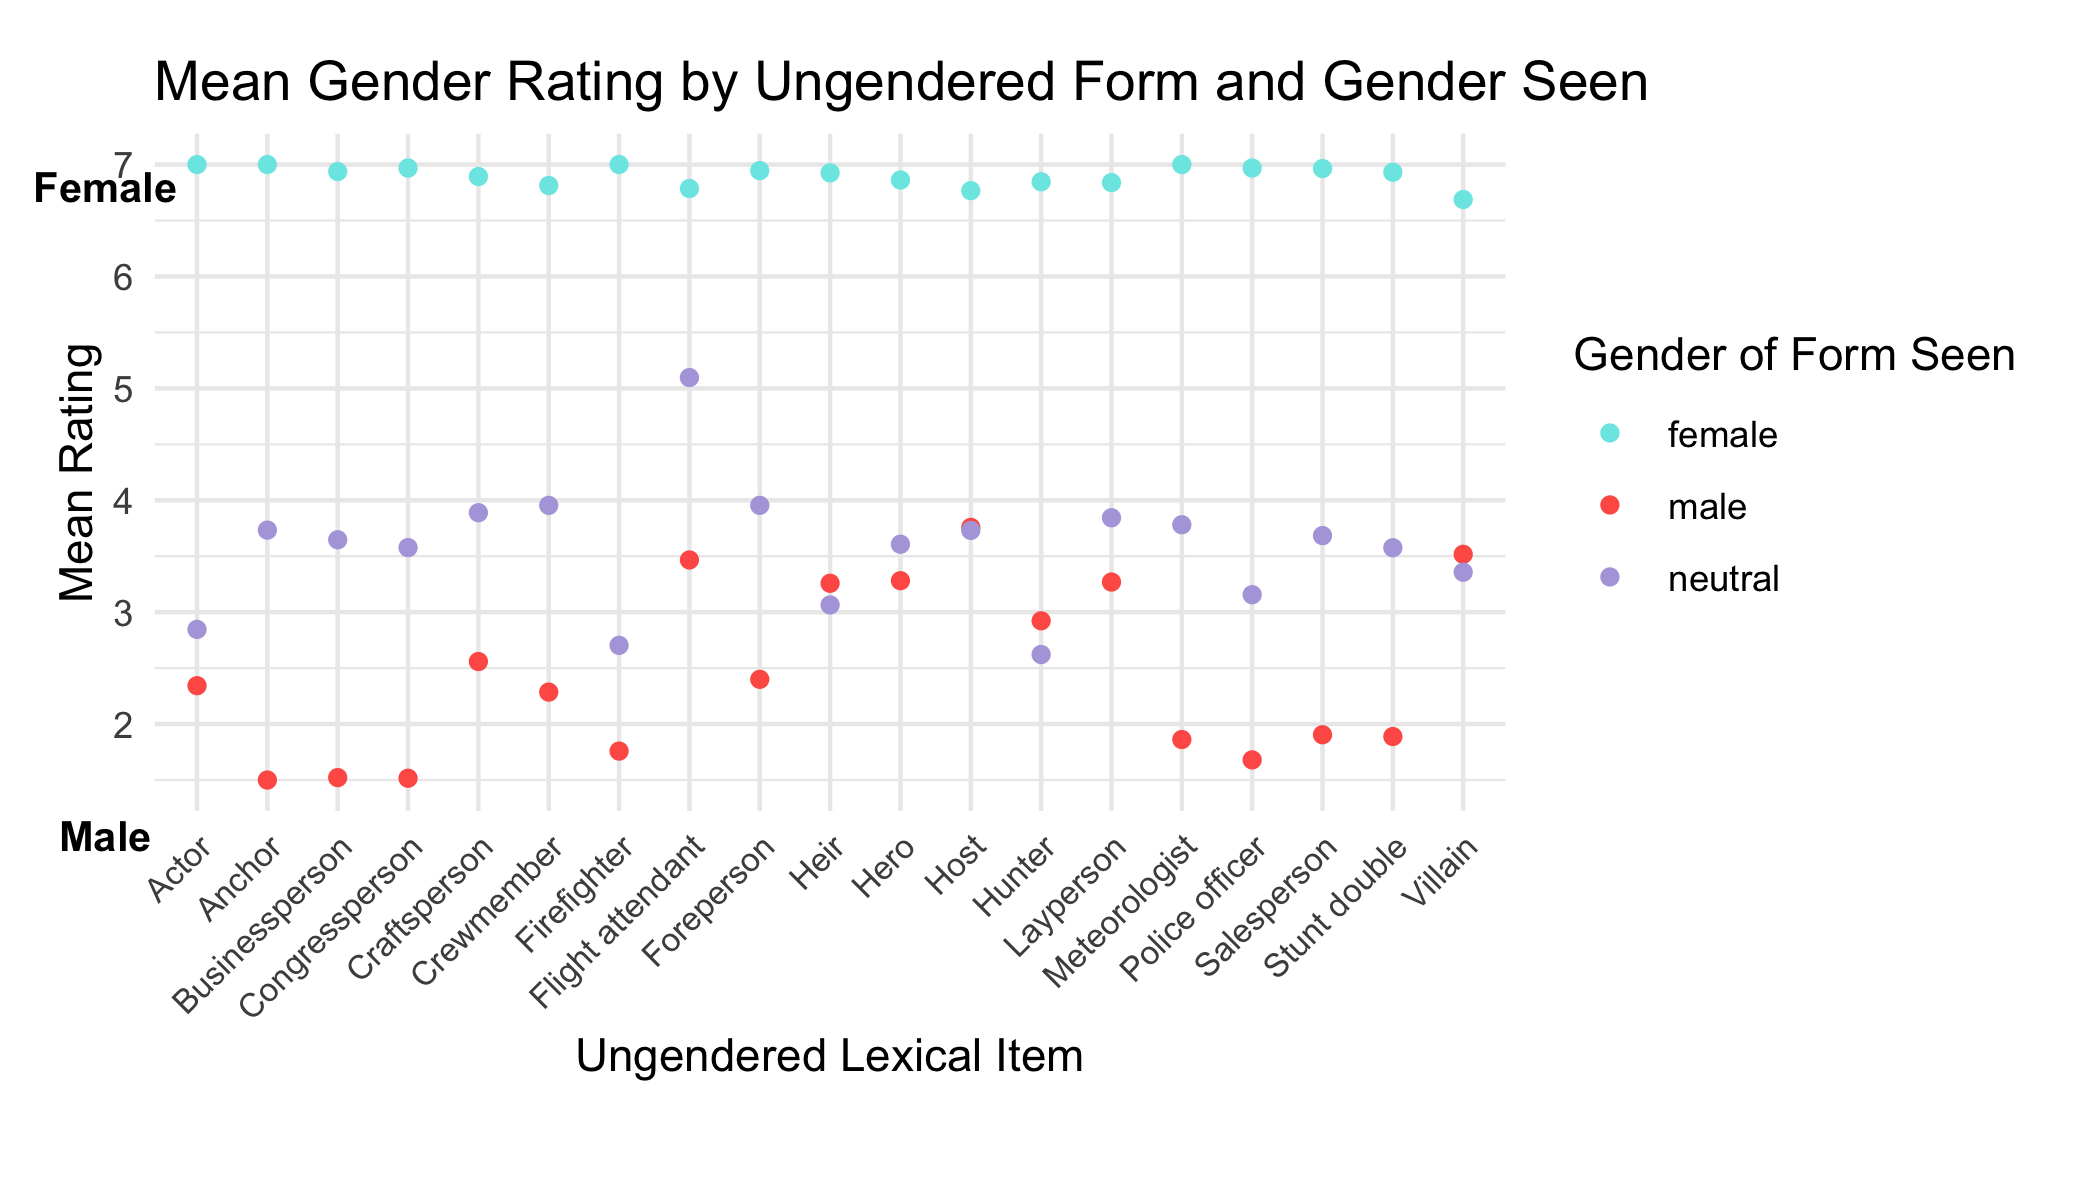 Mean Gender Rating by Ungendered Form and Gender Seen
7
Female
6
5
4
3
2
Male
Mean Rating
Actor
Anchor
Businessperson
Congressperson
Craftsperson
Crewmember
Firefighter
Flight attendant
Foreperson
Heir
Hero
Host
Hunter
Layperson
Meteorologist
Police officer
Salesperson
Stunt double
Villain
Ungendered Lexical Item
Gender of Form Seen
female
male
neutral